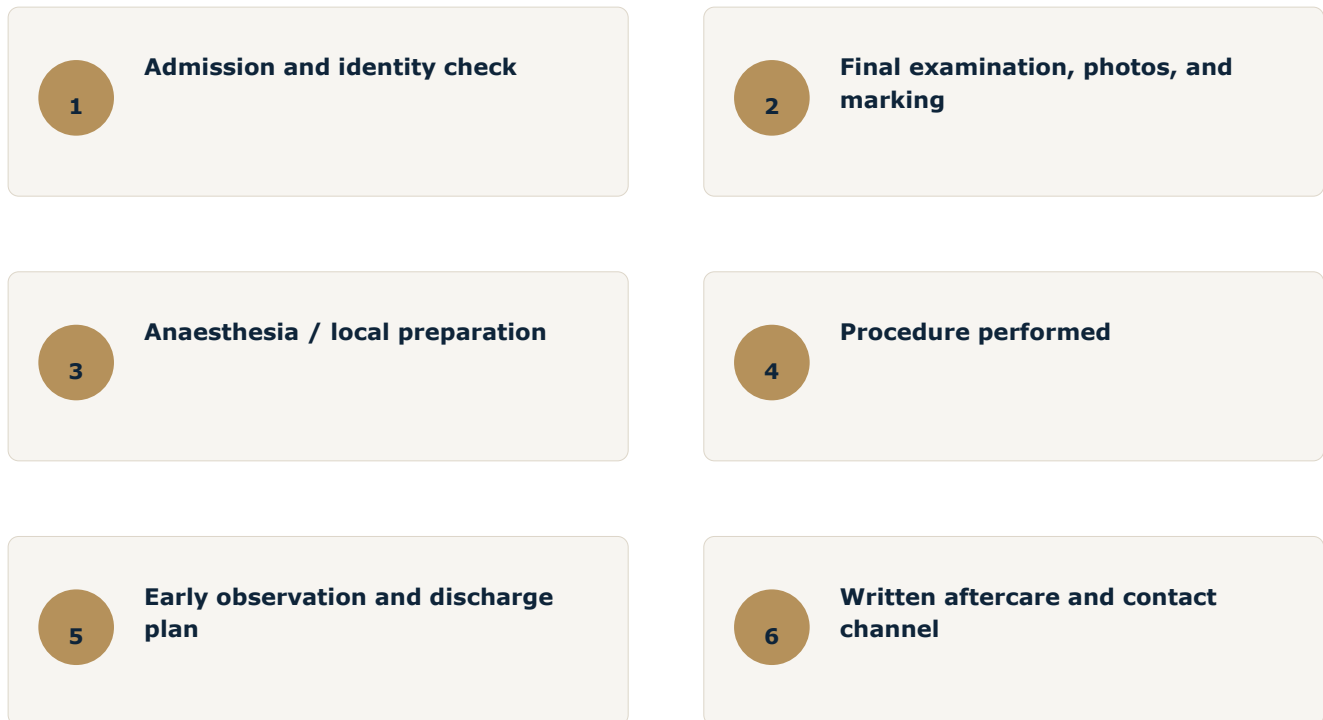 1
Admission and identity check
2
Final examination, photos, and
marking
3
Anaesthesia / local preparation
4
Procedure performed
5
Early observation and discharge
plan
6
Written aftercare and contact
channel